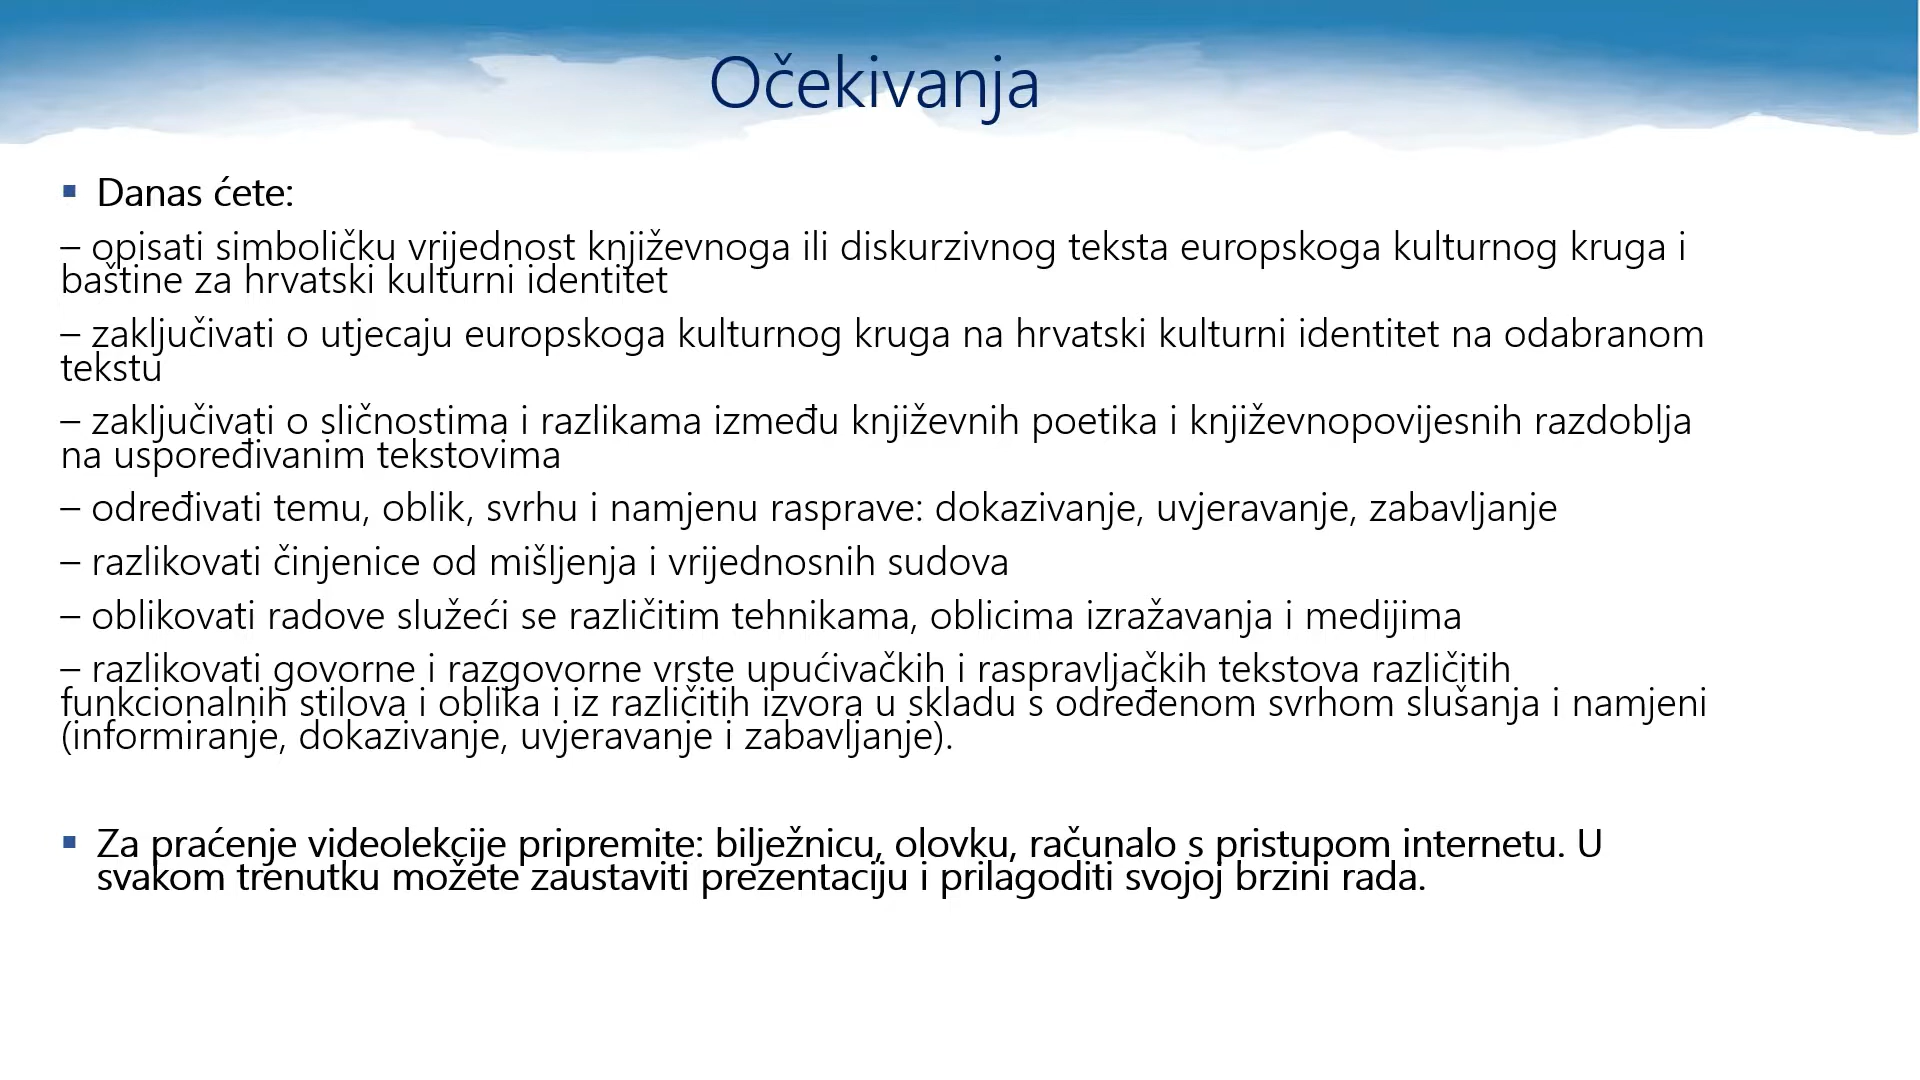 Očekivanja
▪ Danas ćete:
– opisati simboličku vrijednost književnoga ili diskurzivnog teksta europskoga kulturnog kruga i
baštine za hrvatski kulturni identitet
– zaključivati o utjecaju europskoga kulturnog kruga na hrvatski kulturni identitet na odabranom
tekstu
– zaključivati o sličnostima i razlikama između književnih poetika i književnopovijesnih razdoblja
na uspoređivanim tekstovima
– određivati temu, oblik, svrhu i namjenu rasprave: dokazivanje, uvjeravanje, zabavljanje
– razlikovati činjenice od mišljenja i vrijednosnih sudova
– oblikovati radove služeći se različitim tehnikama, oblicima izražavanja i medijima
– razlikovati govorne i razgovorne vrste upućivačkih i raspravljačkih tekstova različitih
funkcionalnih stilova i oblika i iz različitih izvora u skladu s određenom svrhom slušanja i namjeni
(informiranje, dokazivanje, uvjeravanje i zabavljanje).
▪ Za praćenje videolekcije pripremite: bilježnicu, olovku, računalo s pristupom internetu. U
svakom trenutku možete zaustaviti prezentaciju i prilagoditi svojoj brzini rada.